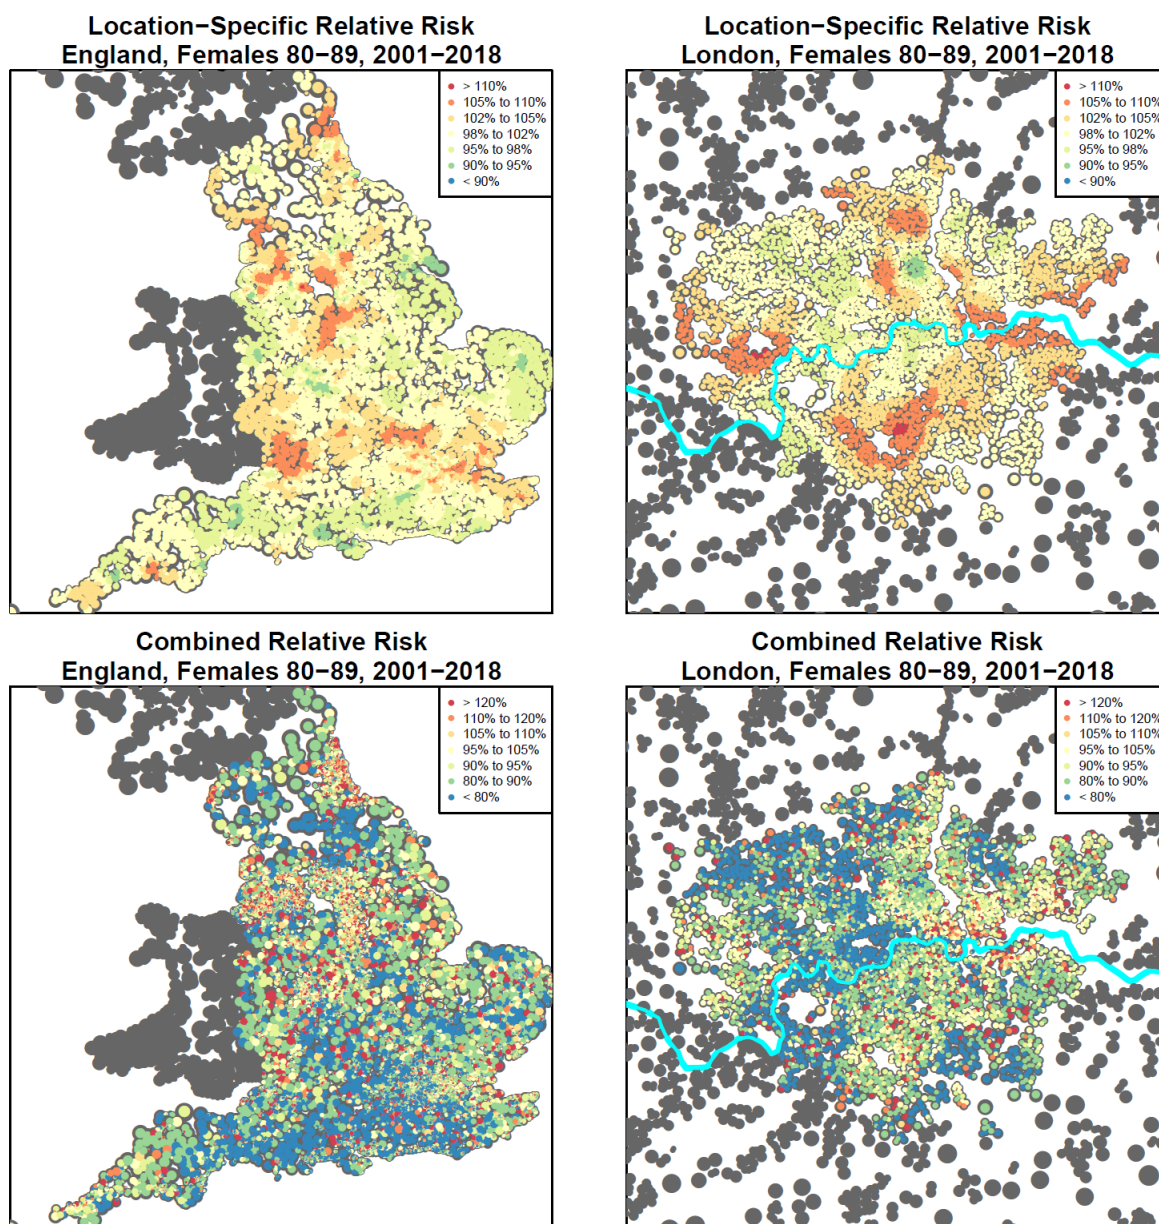 Location−Specific Relative Risk
England, Females 80−89, 2001−2018
> 110%
105% to 110%
102% to 105%
98% to 102%
95% to 98%
90% to 95%
< 90%
Location−Specific Relative Risk
London, Females 80−89, 2001−2018
> 110%
105% to 110%
102% to 105%
98% to 102%
95% to 98%
90% to 95%
< 90%
Combined Relative Risk
England, Females 80−89, 2001−2018
> 120%
110% to 120%
105% to 110%
95% to 105%
90% to 95%
80% to 90%
< 80%
Combined Relative Risk
London, Females 80−89, 2001−2018
> 120%
110% to 120%
105% to 110%
95% to 105%
90% to 95%
80% to 90%
< 80%